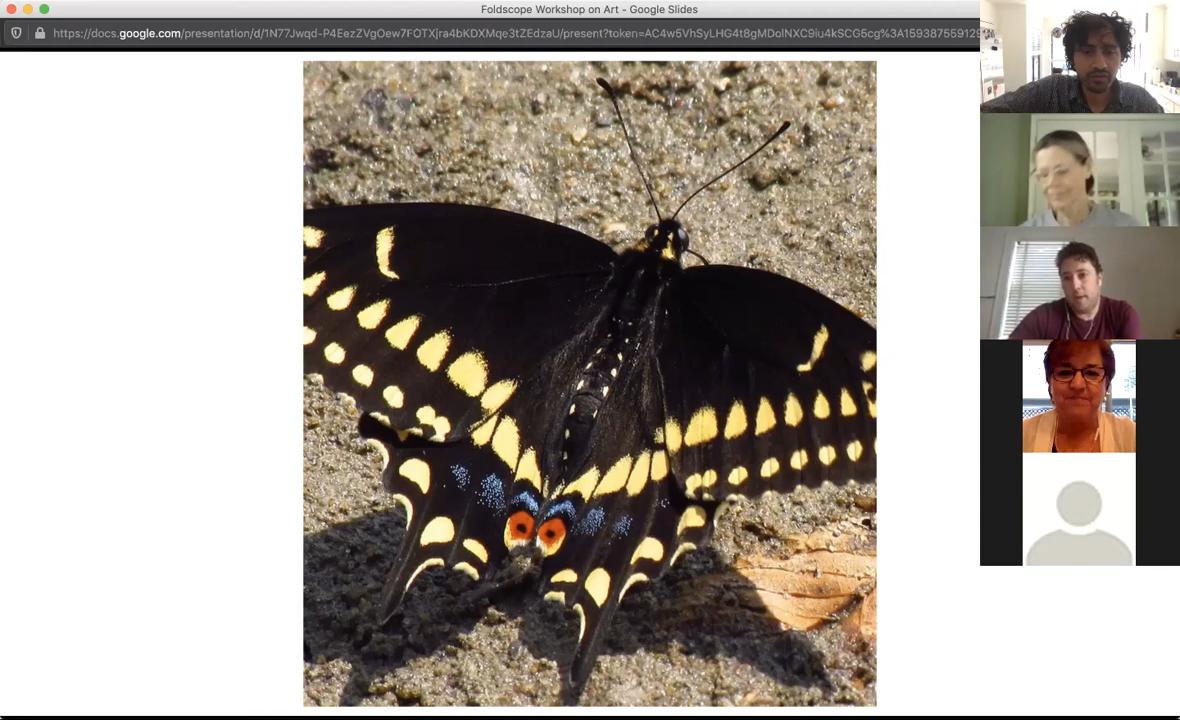 Foldscope Workshop on Art - Google Slides
https://docs.google.com/presentation/d/1N77Jwqd-P4EezZVgOew7FOTXjra4bKDXMqe3tZEdzaU/present?token=AC4w5VhSyLHG4t8gMDolNXC9iu4kSCG5cg%3A159387559129